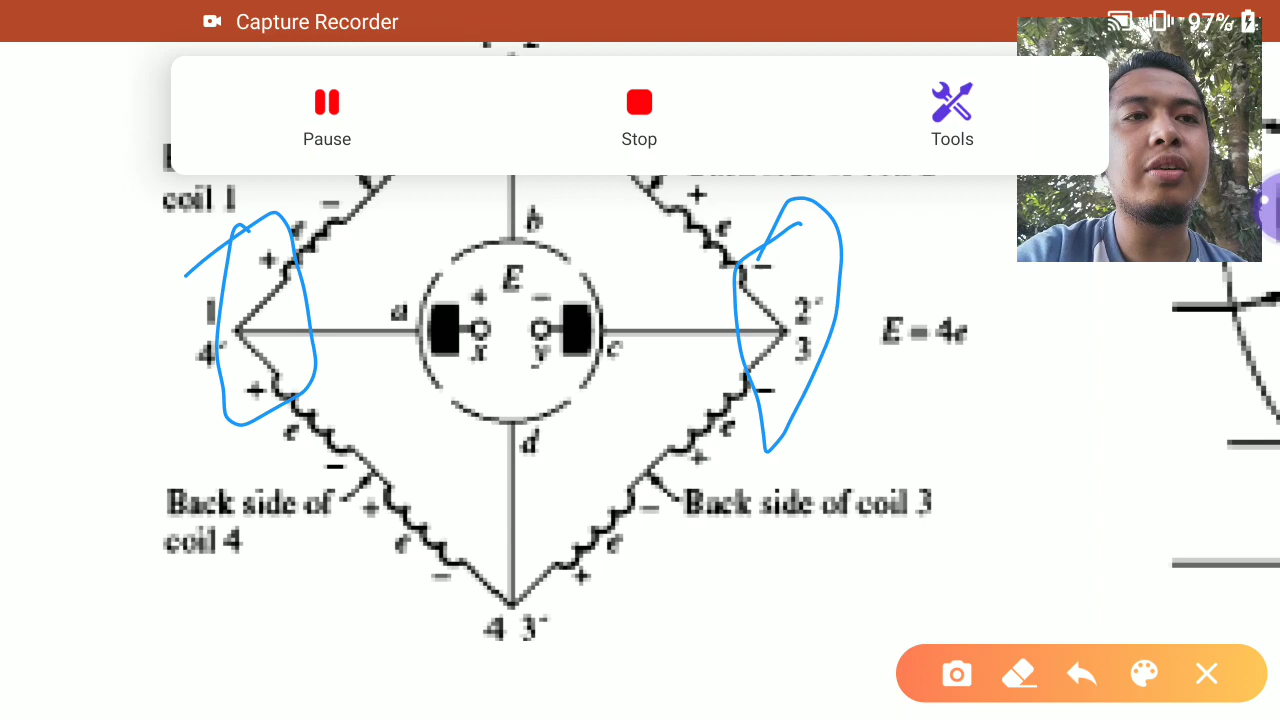 Capture Recorder
97%
Pause
Stop
Tools
coil 1
−
+
e
e
+
−
b
E
+
−
1
4'
a
x
y
c
2'
3
E = 4e
+
e
−
d
−
e
+
Back side of
coil 4
+
e
−
Back side of coil 3
−
e
+
4 3'